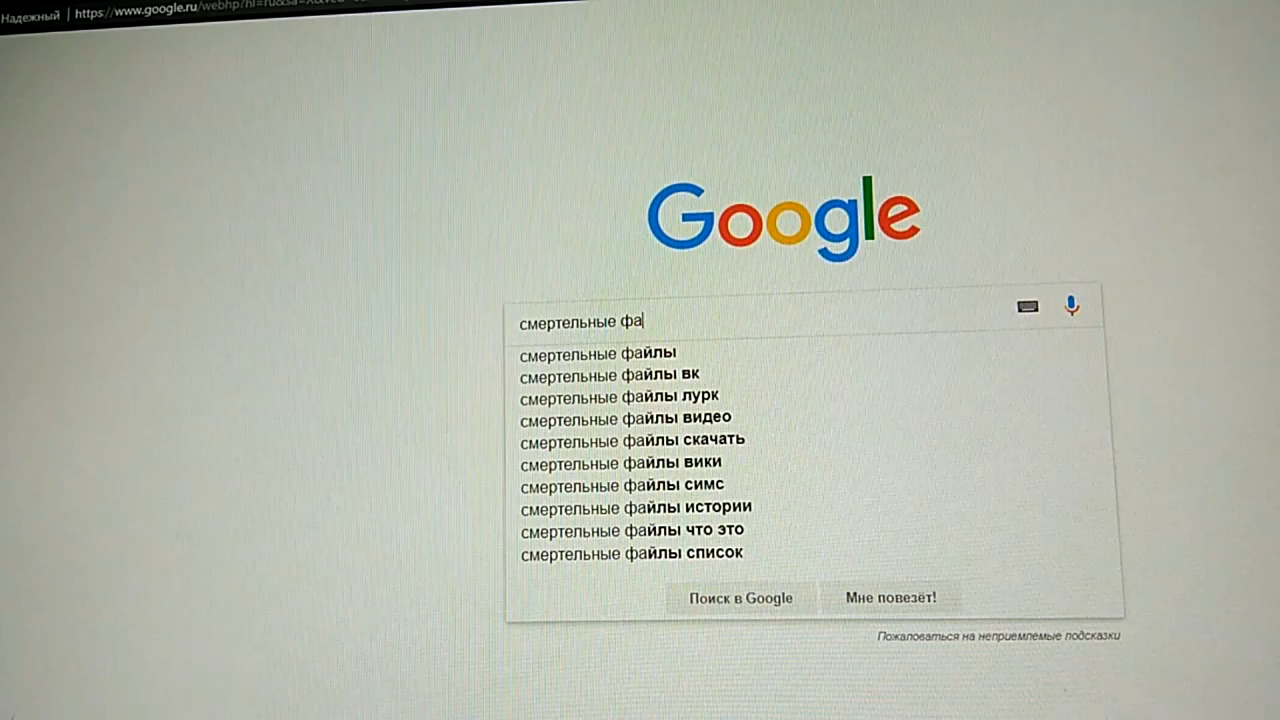 Надежный | https://www.google.ru/webhp?hl=ru&sa=X&ved
Google
смертельные фа
смертельные файлы
смертельные файлы вк
смертельные файлы лурк
смертельные файлы видео
смертельные файлы скачать
смертельные файлы вики
смертельные файлы симс
смертельные файлы истории
смертельные файлы что это
смертельные файлы список
Поиск в Google Мне повезёт!
Пожаловаться на неприемлемые подсказки